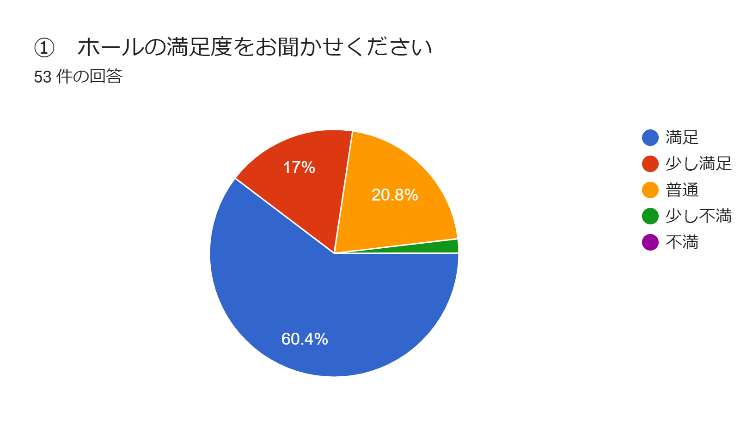 ①　ホールの満足度をお聞かせください
53 件の回答
17%
20.8%
60.4%
満足
少し満足
普通
少し不満
不満